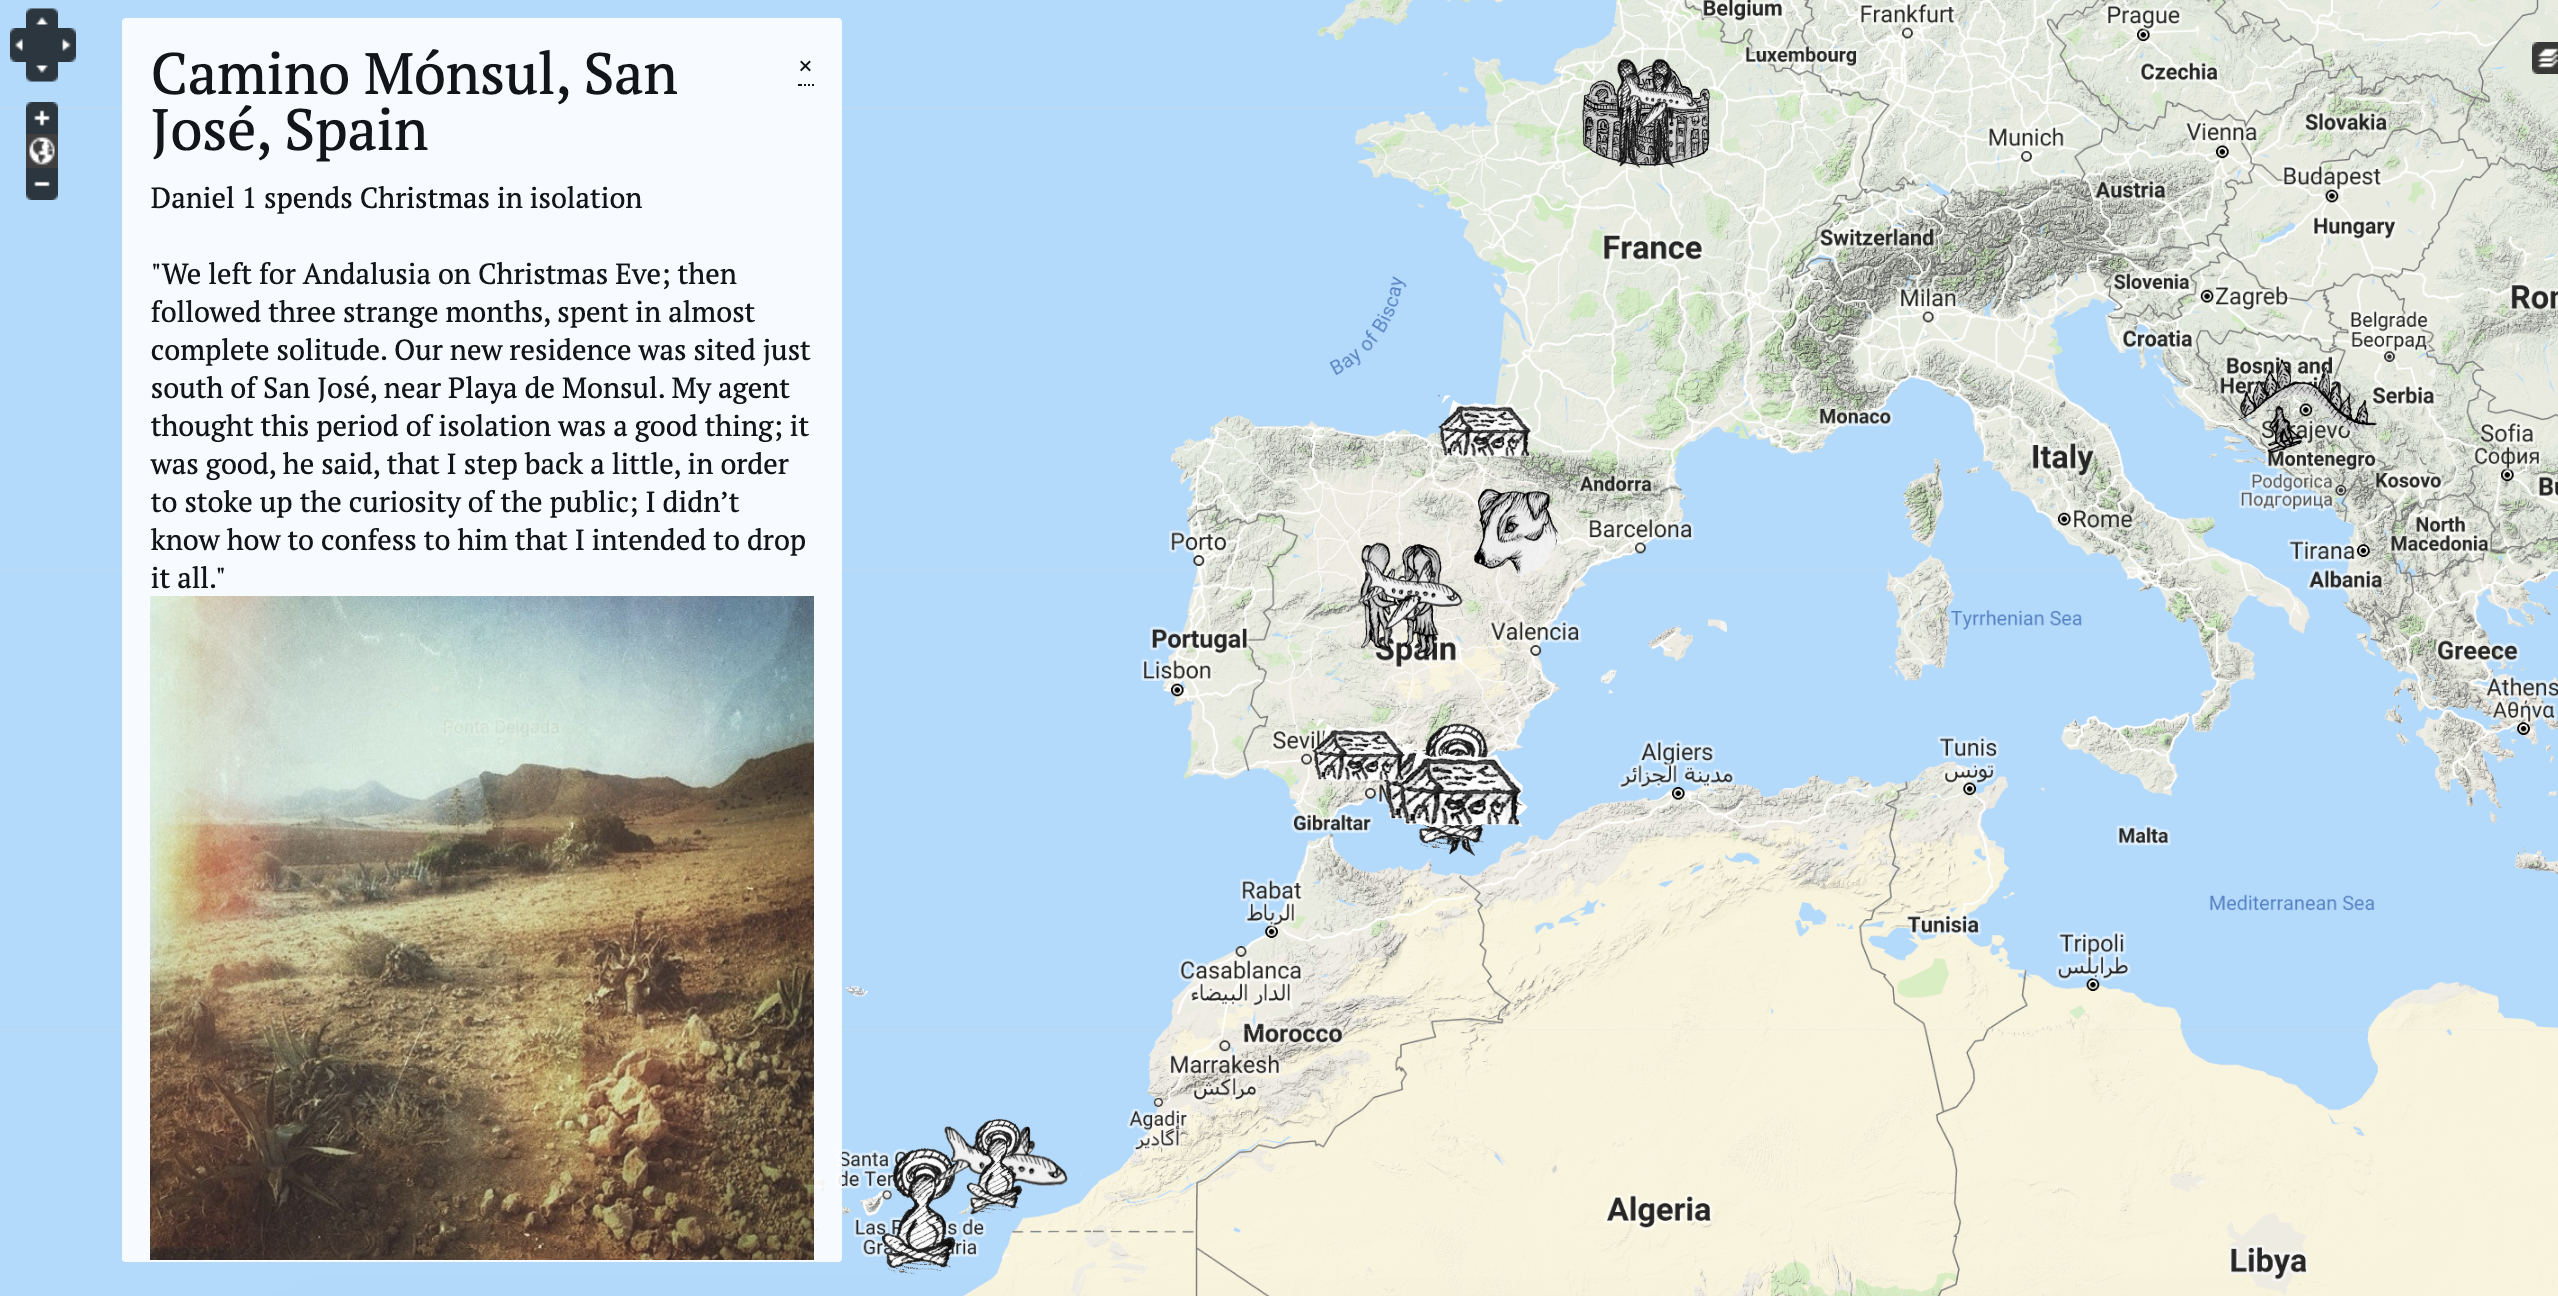 Camino Mónsul, San
José, Spain
×
Daniel 1 spends Christmas in isolation
"We left for Andalusia on Christmas Eve; then
followed three strange months, spent in almost
complete solitude. Our new residence was sited just
south of San José, near Playa de Monsul. My agent
thought this period of isolation was a good thing; it
was good, he said, that I step back a little, in order
to stoke up the curiosity of the public; I didn’t
know how to confess to him that I intended to drop
it all."
Ponta Delgada
Belgium
Frankfurt
Prague
Luxembourg
Czechia
Munich
Vienna
Slovakia
Austria
Budapest
Hungary
France
Switzerland
Slovenia
Zagreb
Milan
Croatia
Belgrade
Београд
Bay of Biscay
Bosnia and
Serbia
Monaco
Italy
Sofia
София
Montenegro
Podgorica
Подгорица
Kosovo
Andorra
Barcelona
Rome
North
Macedonia
Porto
Tirana
Albania
Tyrrhenian Sea
Portugal
Lisbon
Valencia
Spain
Greece
Athens
Αθήνα
Algiers
مدينة الجزائر
Tunis
تونس
Gibraltar
Malta
Rabat
الرباط
Mediterranean Sea
Tunisia
Tripoli
طرابلس
Casablanca
الدار البيضاء
Morocco
Marrakesh
مراكش
Agadir
أكادير
Santa
de
Las
de
Algeria
Libya